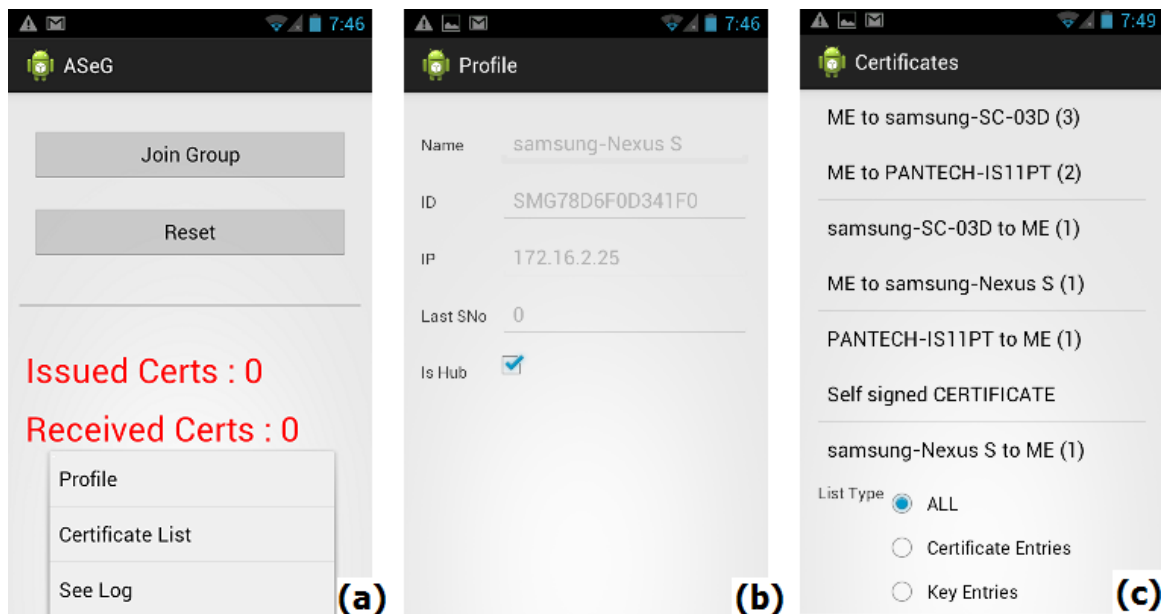 7:46
ASeG
Join Group
Reset
Issued Certs : 0
Received Certs : 0
Profile
Certificate List
See Log
(a)
7:46
Profile
Name samsung-Nexus S
ID SMG78D6F0D341F0
IP 172.16.2.25
Last SNo 0
Is Hub
(b)
7:49
Certificates
ME to samsung-SC-03D (3)
ME to PANTECH-IS11PT (2)
samsung-SC-03D to ME (1)
ME to samsung-Nexus S (1)
PANTECH-IS11PT to ME (1)
Self signed CERTIFICATE
samsung-Nexus S to ME (1)
List Type ALL
Certificate Entries
Key Entries
(c)